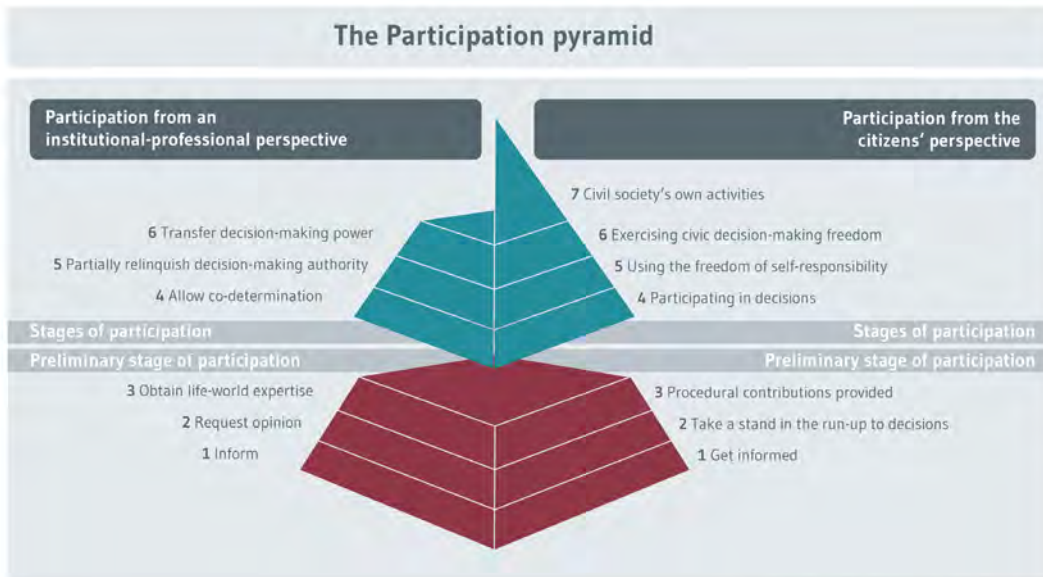 The Participation pyramid
Participation from an
institutional-professional perspective
Participation from the
citizens' perspective
7 Civil society's own activities
6 Transfer decision-making power
6 Exercising civic decision-making freedom
5 Partially relinquish decision-making authority
5 Using the freedom of self-responsibility
4 Allow co-determination
4 Participating in decisions
Stages of participation
Stages of participation
Preliminary stage of participation
Preliminary stage of participation
3 Obtain life-world expertise
3 Procedural contributions provided
2 Request opinion
2 Take a stand in the run-up to decisions
1 Inform
1 Get informed